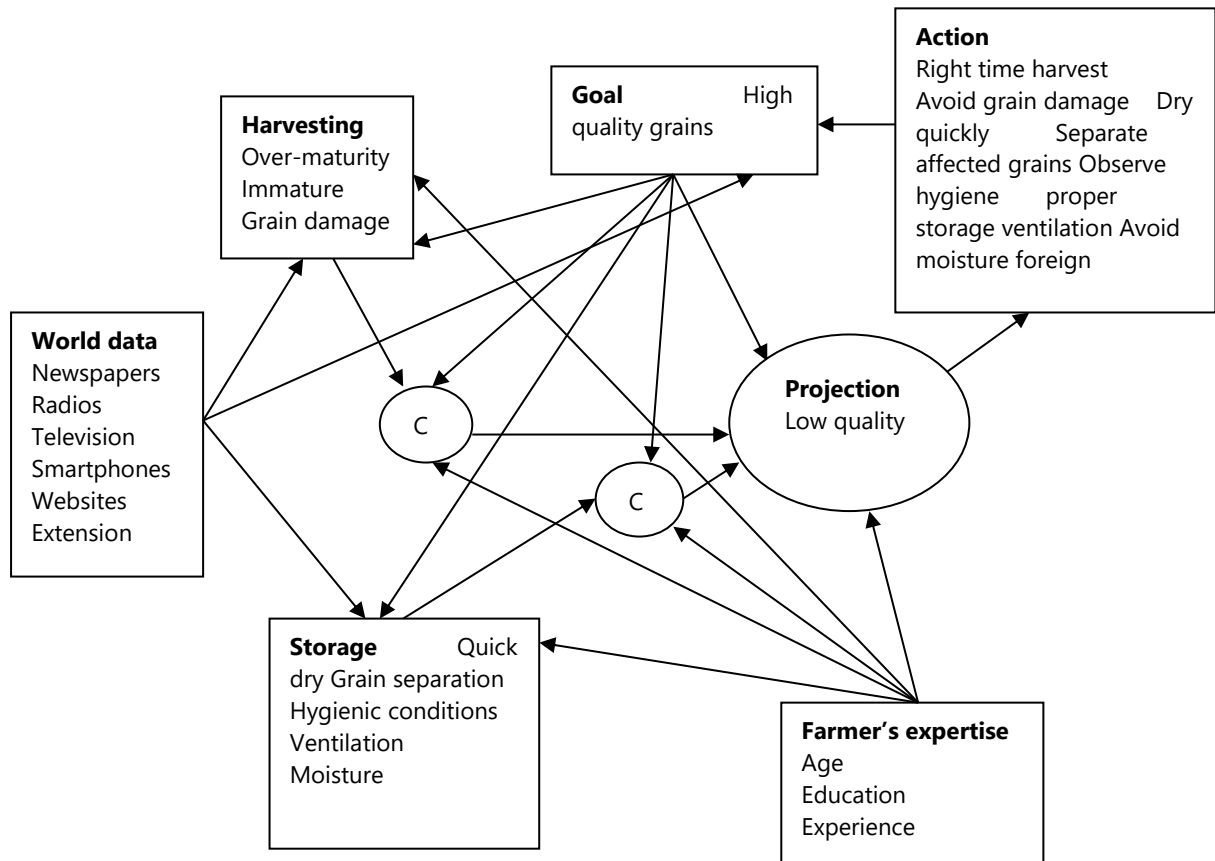 Action
Right time harvest
Avoid grain damage Dry
quickly Separate
affected grains Observe
hygiene proper
storage ventilation Avoid
moisture foreign
Goal High
quality grains
Harvesting
Over-maturity
Immature
Grain damage
World data
Newspapers
Radios
Television
Smartphones
Websites
Extension
C
Projection
Low quality
C
Storage Quick
dry Grain separation
Hygienic conditions
Ventilation
Moisture
Farmer’s expertise
Age
Education
Experience